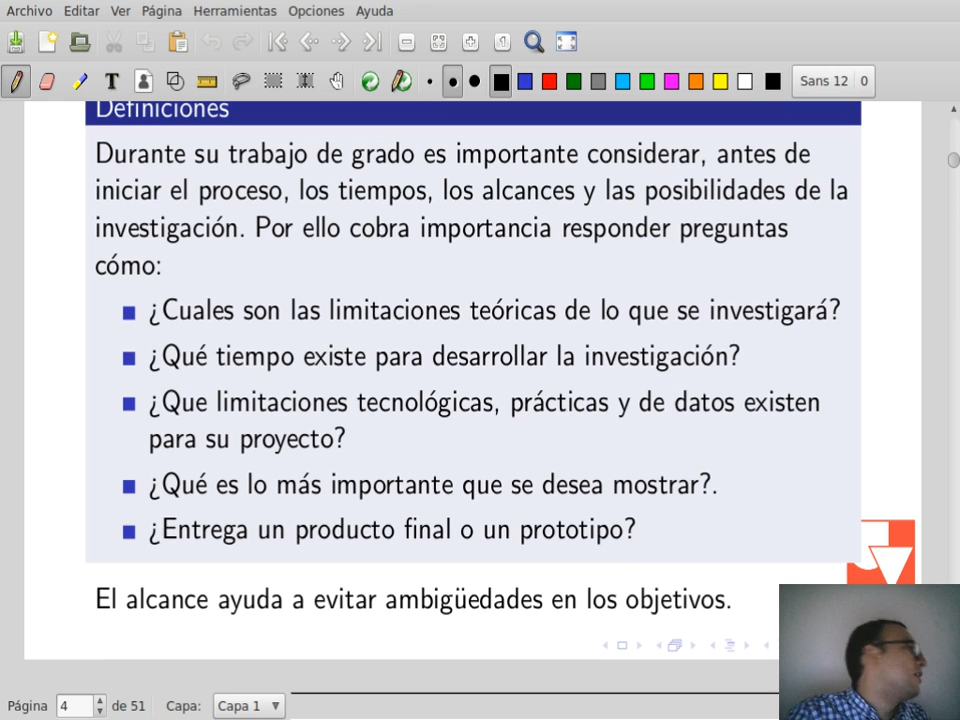 Archivo Editar Ver Página Herramientas Opciones Ayuda
T Sans 12 0
Definiciones
Durante su trabajo de grado es importante considerar, antes de
iniciar el proceso, los tiempos, los alcances y las posibilidades de la
investigación. Por ello cobra importancia responder preguntas
cómo:
¿Cuales son las limitaciones teóricas de lo que se investigará?
¿Qué tiempo existe para desarrollar la investigación?
¿Que limitaciones tecnológicas, prácticas y de datos existen
para su proyecto?
¿Qué es lo más importante que se desea mostrar?.
¿Entrega un producto final o un prototipo?
El alcance ayuda a evitar ambigüedades en los objetivos.
Página 4 de 51 Capa: Capa 1